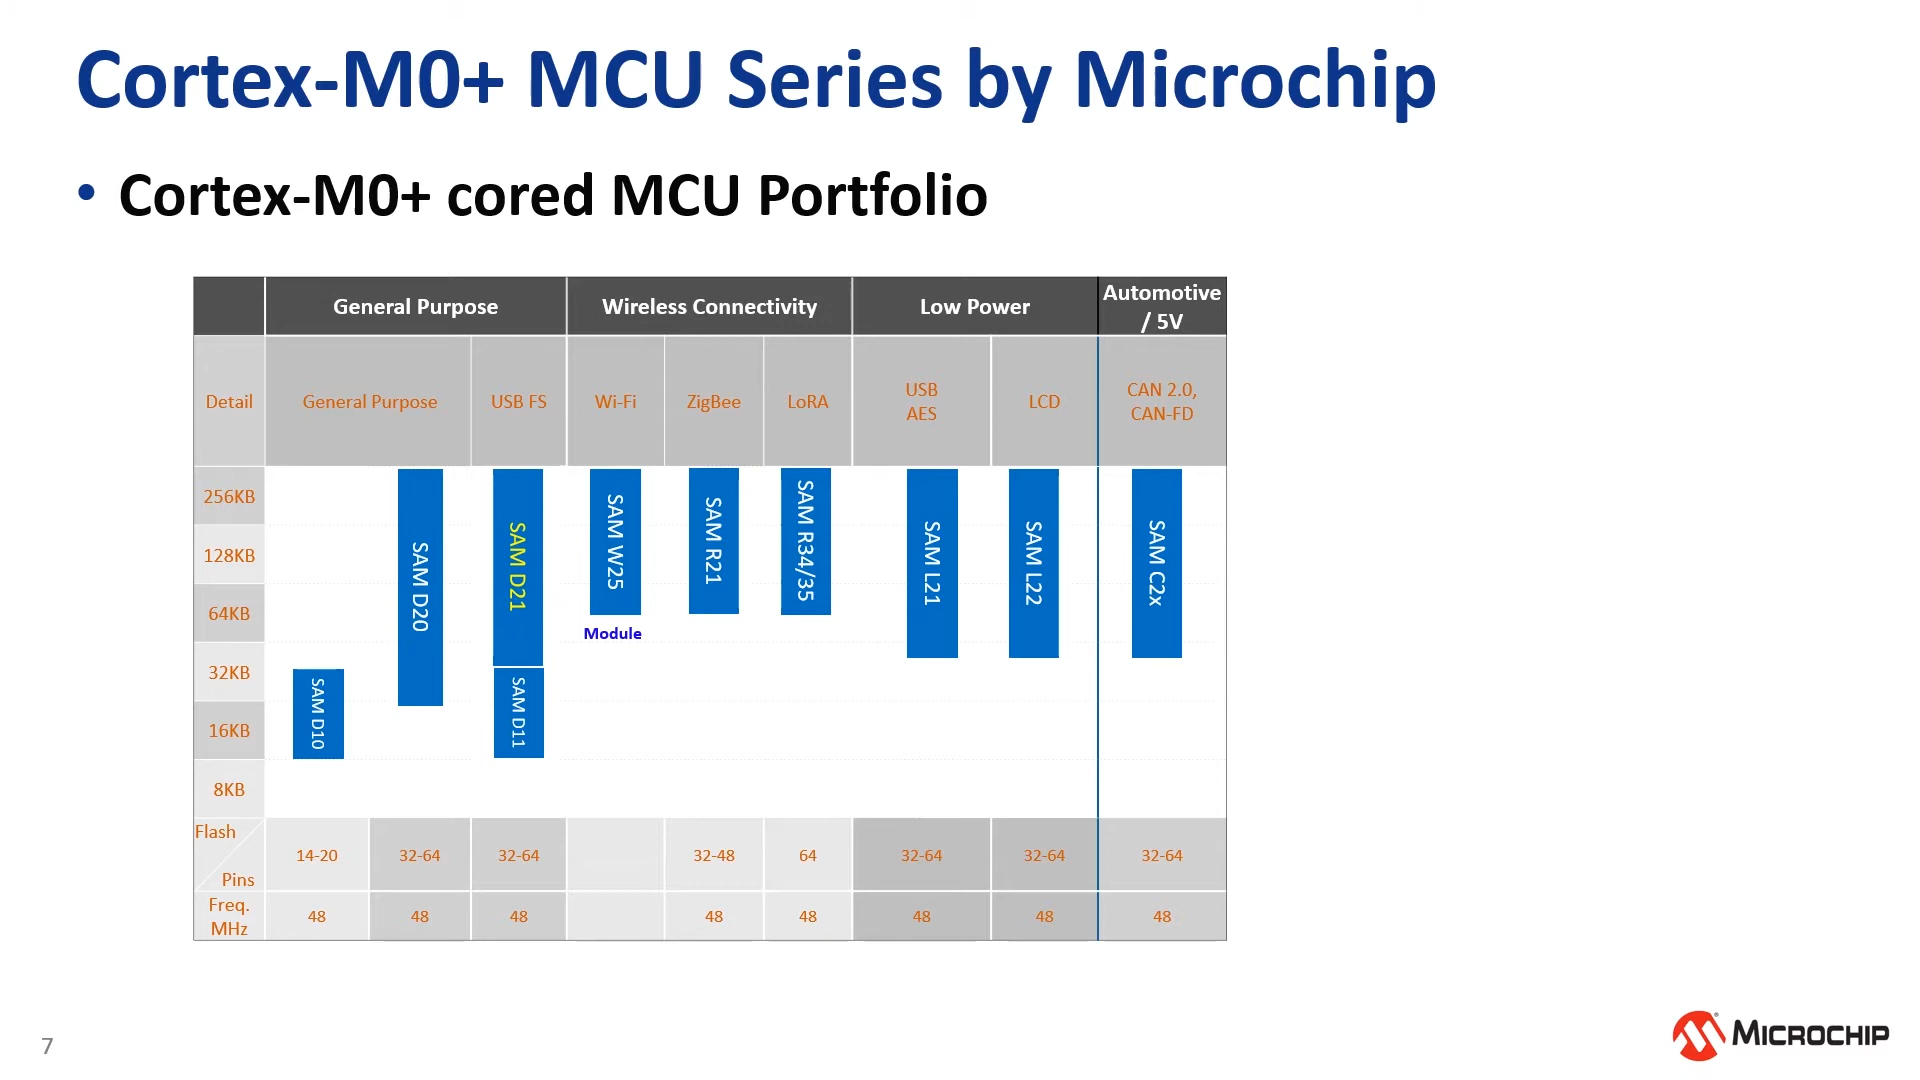 Cortex-M0+ MCU Series by Microchip
• Cortex-M0+ cored MCU Portfolio
General Purpose
Wireless Connectivity
Low Power
Automotive
/ 5V
Detail
General Purpose
USB FS
Wi-Fi
ZigBee
LoRA
USB
AES
LCD
CAN 2.0,
CAN-FD
256KB
128KB
64KB
32KB
16KB
8KB
SAM D10
SAM D20
SAM D21
SAM D11
SAM W25
Module
SAM R21
SAM R34/35
SAM L21
SAM L22
SAM C2x
Flash
Pins
14-20
32-64
32-64
32-48
64
32-64
32-64
32-64
Freq.
MHz
48
48
48
48
48
48
48
48
7
MICROCHIP